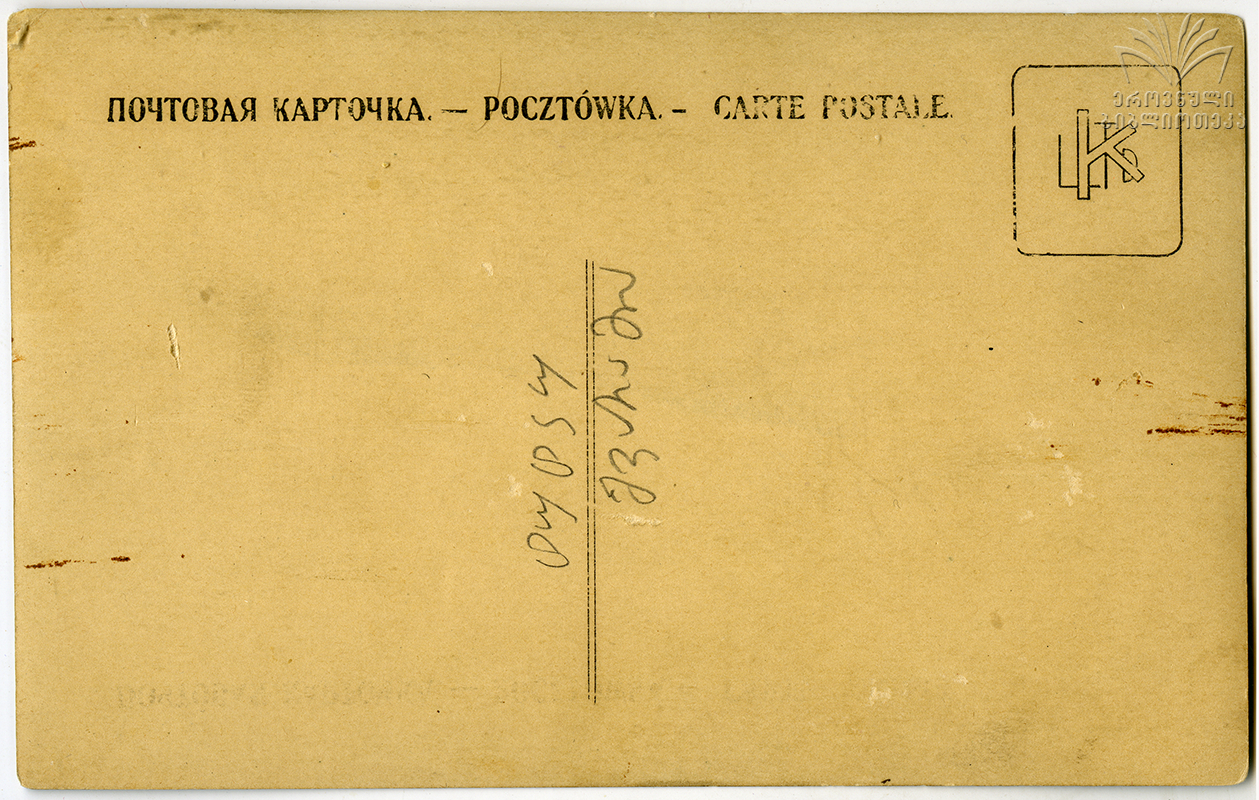 ПОЧТОВАЯ КАРТОЧКА. — POCZTÓWKA. – CARTE POSTALE.
ეროვნული
ბიბლიოთეკა